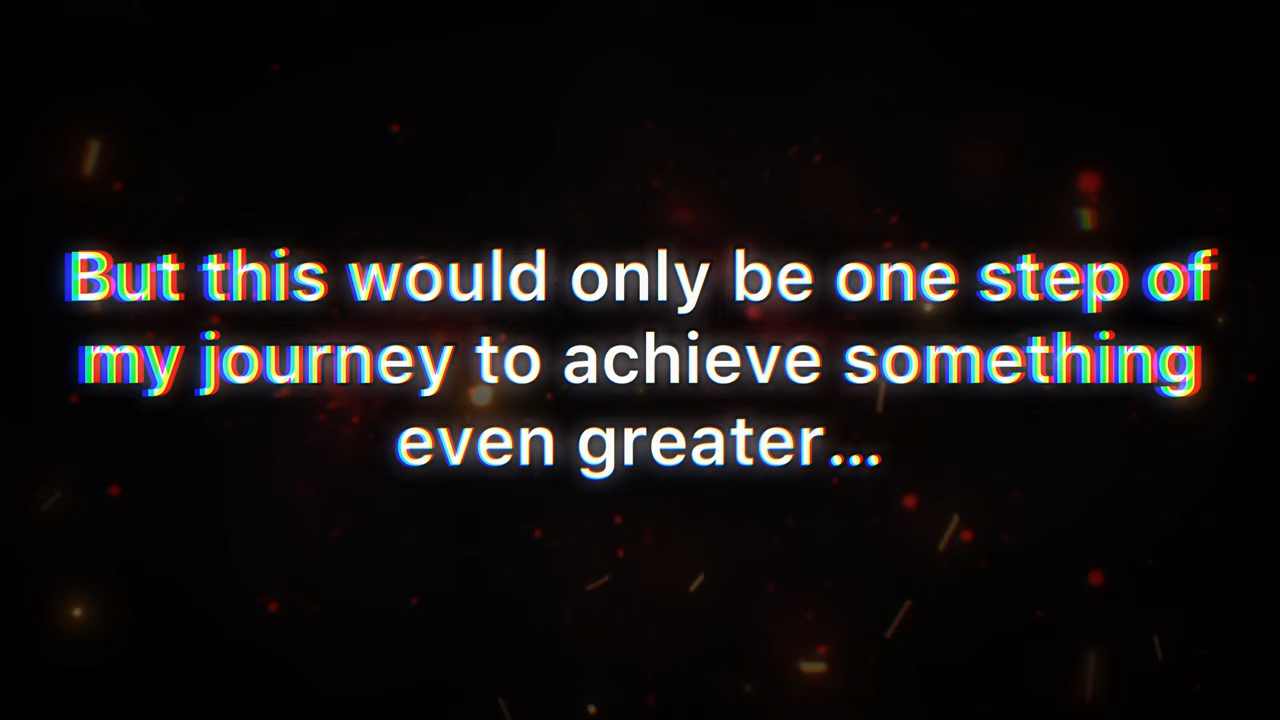 But this would only be one step of
my journey to achieve something
even greater...